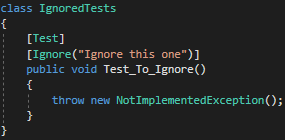 class IgnoredTests
{
    [Test]
    [Ignore("Ignore this one")]
    public void Test_To_Ignore()
    {
        throw new NotImplementedException();
    }
}